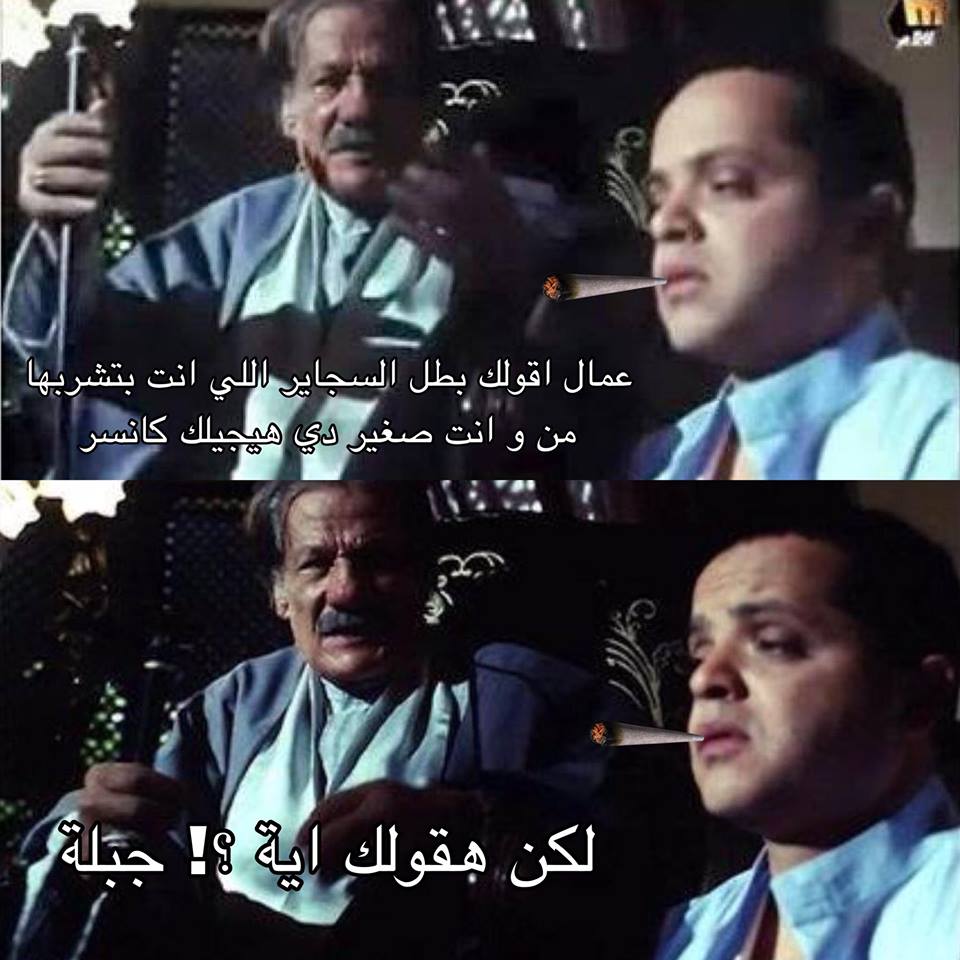 عمال اقولك بطل السجاير اللي انت بتشربها
من و انت صغير دي هيجيلك كانسر
لكن هقولك اية ؟! جبلة